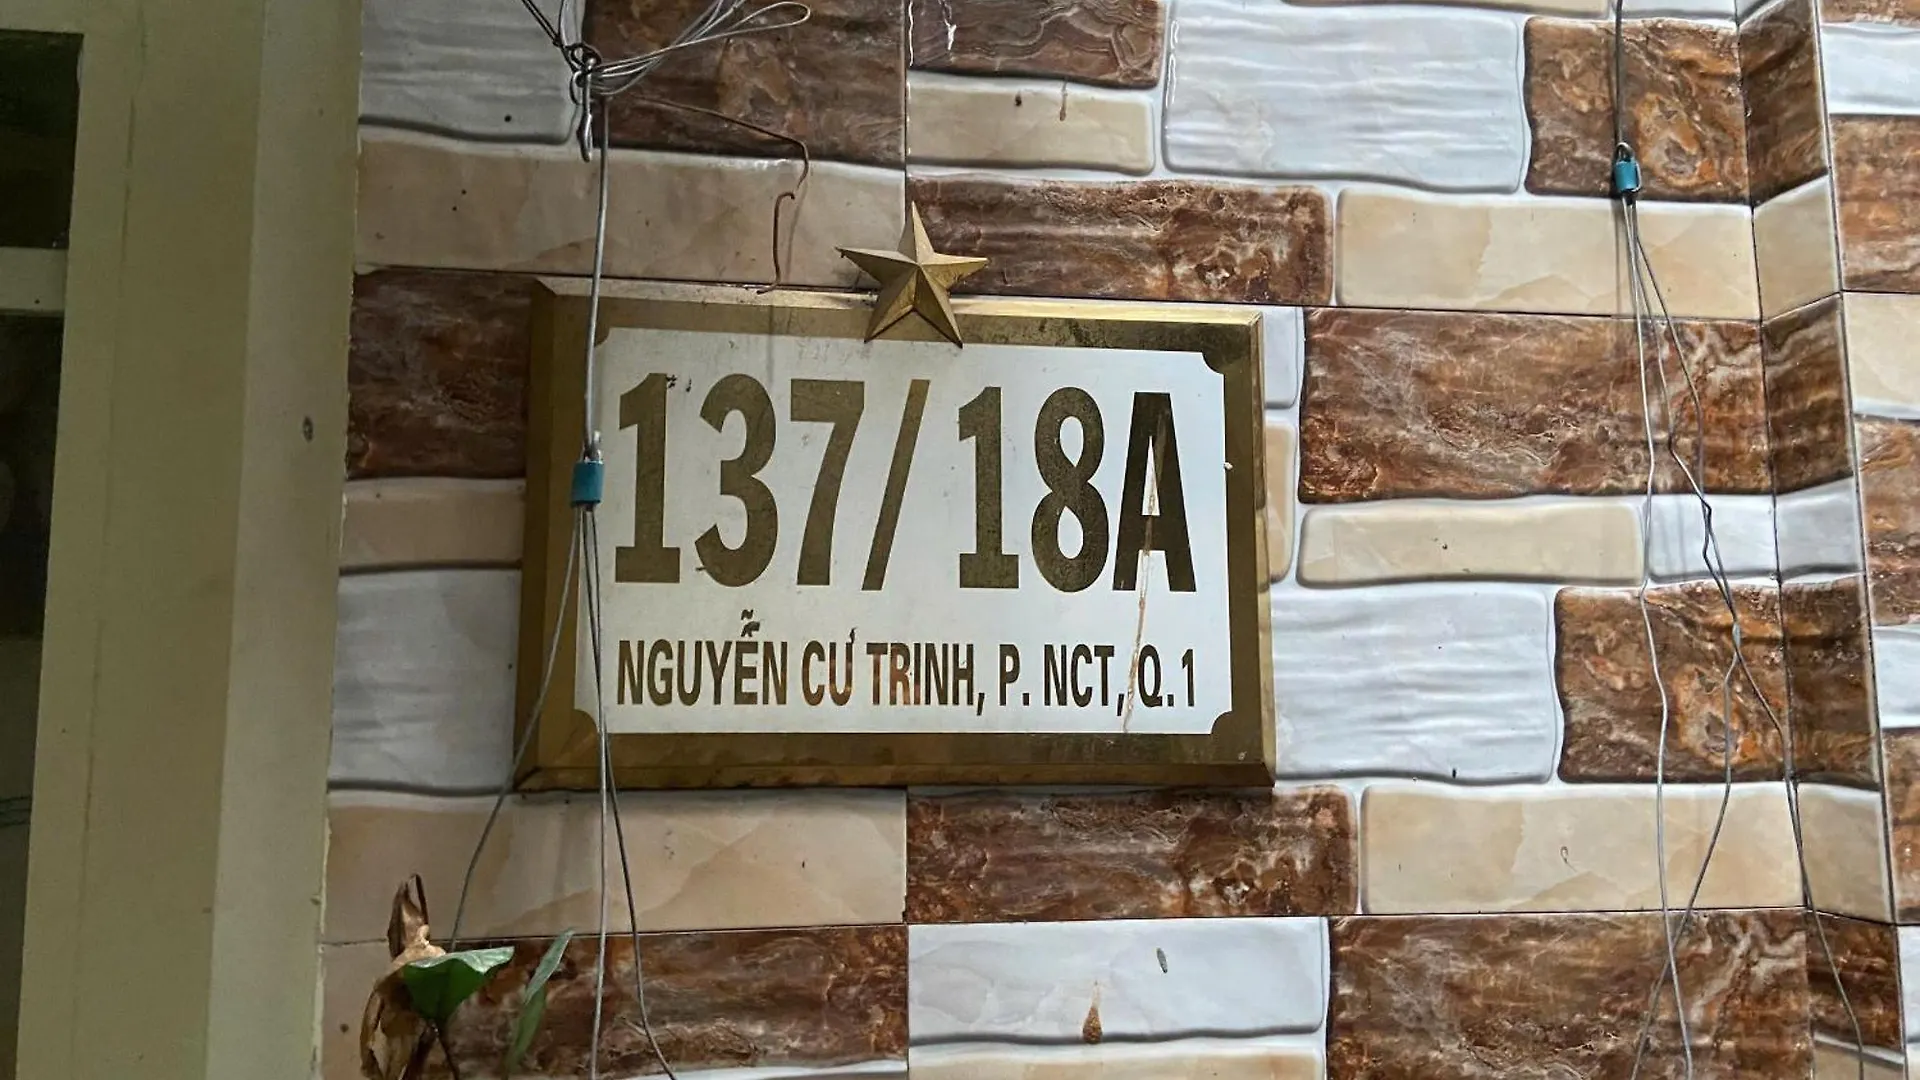 137/18A
NGUYỄN CƯ TRINH, P. NCT, Q.1